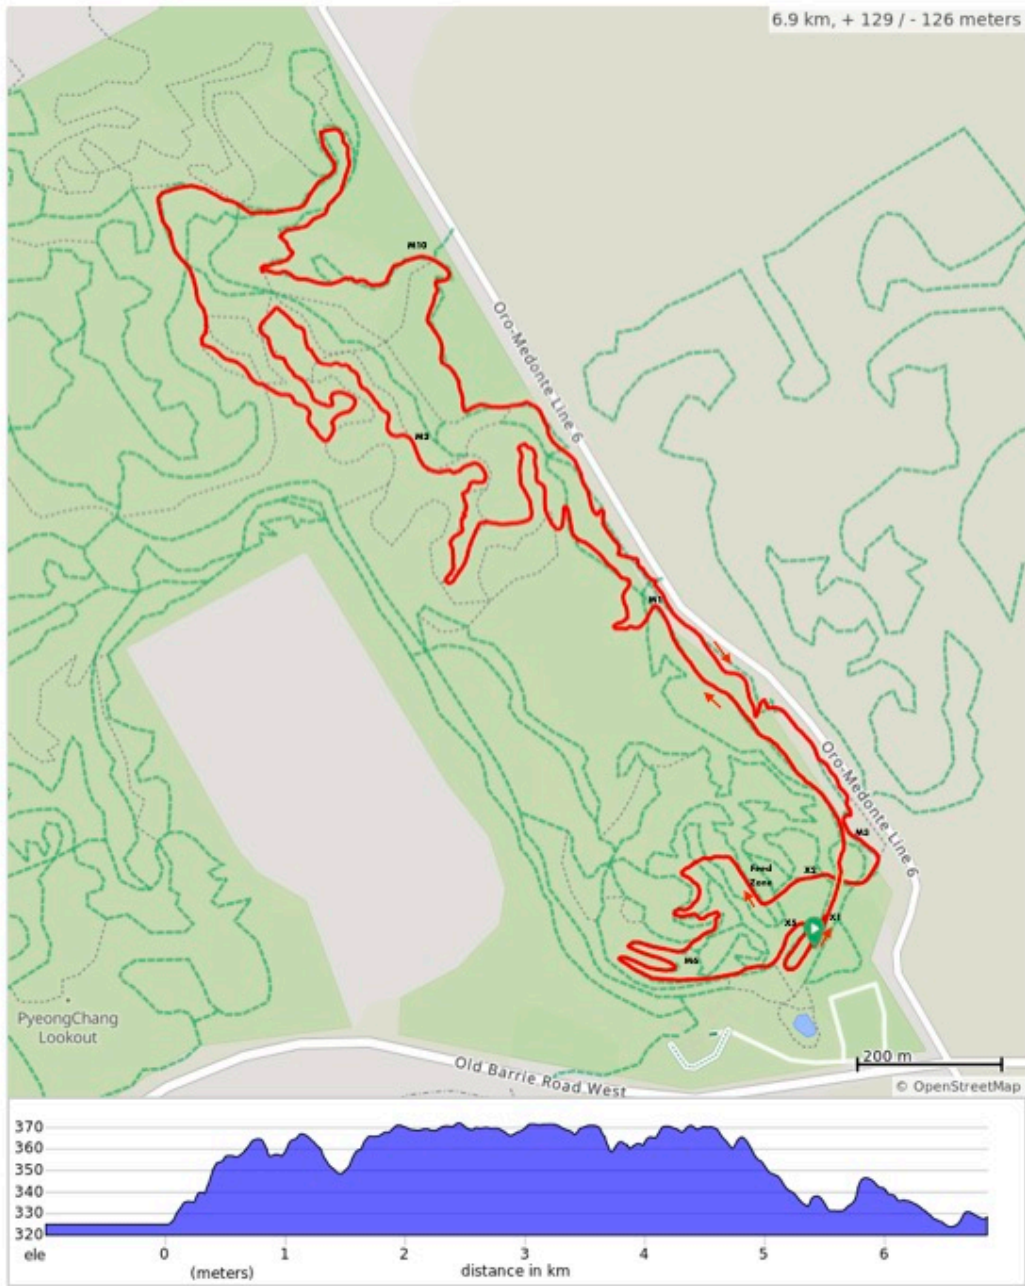 6.9 km, + 129 / - 126 meters
M10
Oro-Medonte Line 6
M3
M1
Oro-Medonte Line 6
M2
Feed
Zone
X2
X5
X1
M6
PyeongChang
Lookout
200 m
Old Barrie Road West
© OpenStreetMap
370
360
350
340
330
320
ele
0 1 2 3 4 5 6
(meters) distance in km